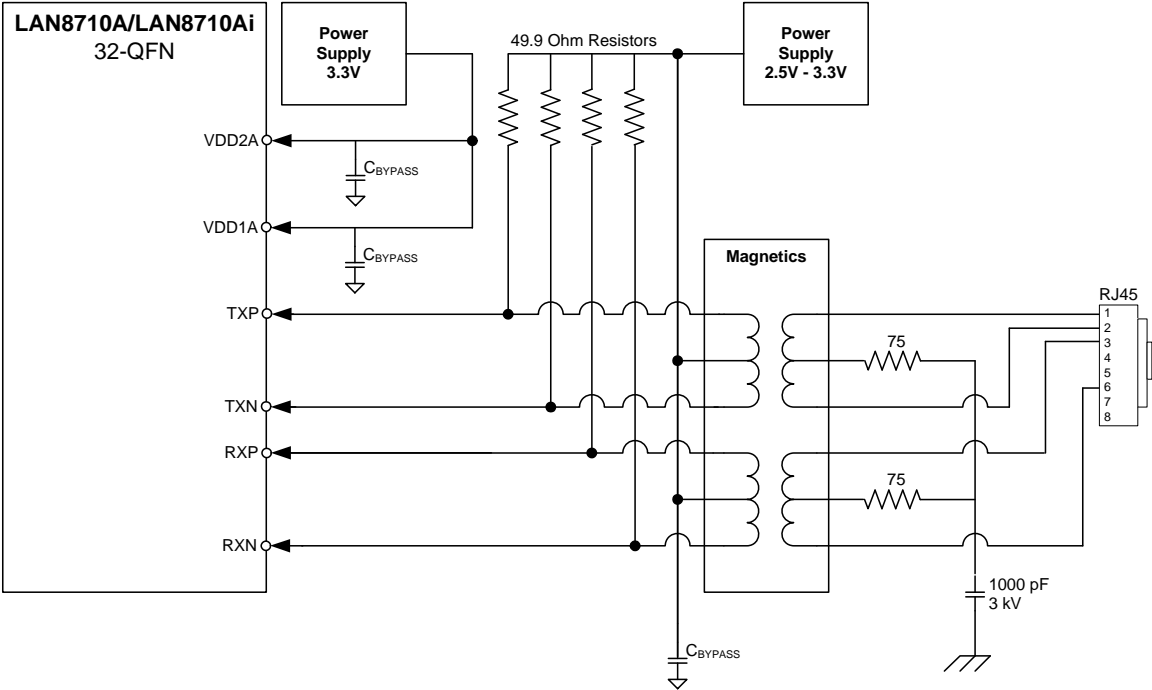 LAN8710A/LAN8710Ai
32-QFN
Power
Supply
3.3V
49.9 Ohm Resistors
Power
Supply
2.5V - 3.3V
VDD2A
CBYPASS
VDD1A
CBYPASS
Magnetics
TXP
RJ45
1
2
3
4
5
6
7
8
75
TXN
RXP
75
RXN
1000 pF
3 kV
CBYPASS